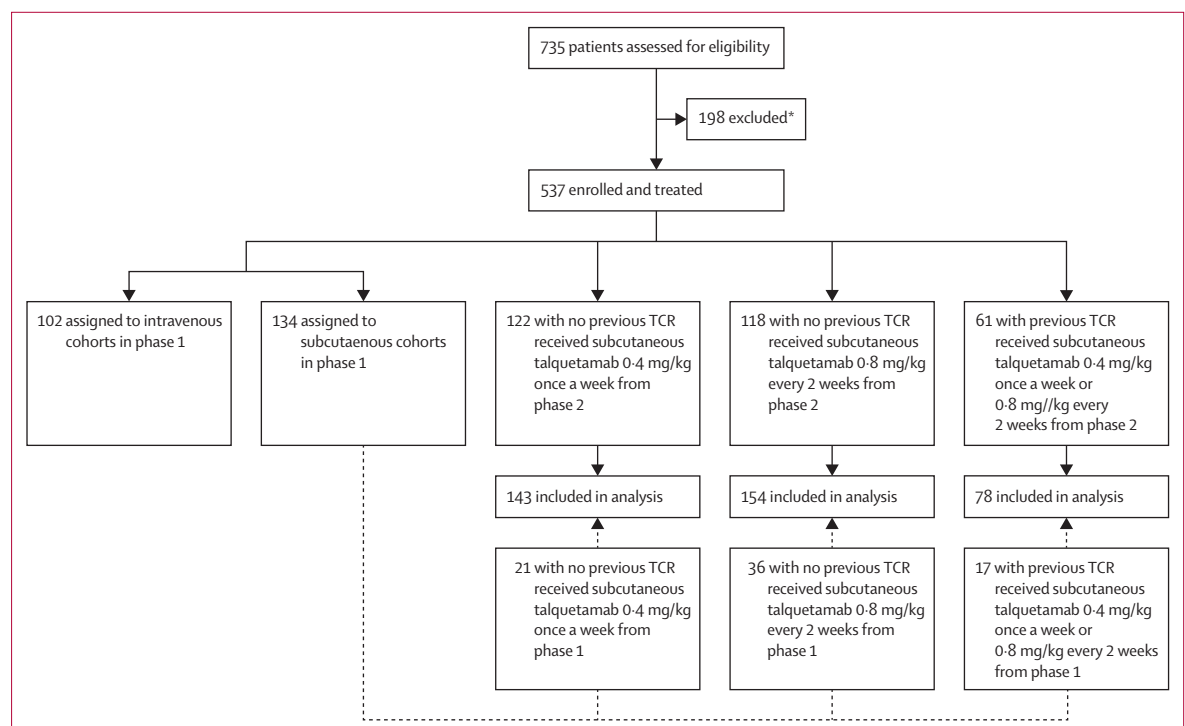 735 patients assessed for eligibility
198 excluded*
537 enrolled and treated
102 assigned to intravenous
cohorts in phase 1
134 assigned to
subcutaenous cohorts
in phase 1
122 with no previous TCR
received subcutaneous
talquetamab 0·4 mg/kg
once a week from
phase 2
118 with no previous TCR
received subcutaneous
talquetamab 0·8 mg/kg
every 2 weeks from
phase 2
61 with previous TCR
received subcutaneous
talquetamab 0·4 mg/kg
once a week or
0·8 mg//kg every
2 weeks from phase 2
143 included in analysis
154 included in analysis
78 included in analysis
21 with no previous TCR
received subcutaneous
talquetamab 0·4 mg/kg
once a week from
phase 1
36 with no previous TCR
received subcutaneous
talquetamab 0·8 mg/kg
every 2 weeks from
phase 1
17 with previous TCR
received subcutaneous
talquetamab 0·4 mg/kg
once a week or
0·8 mg/kg every 2 weeks
from phase 1